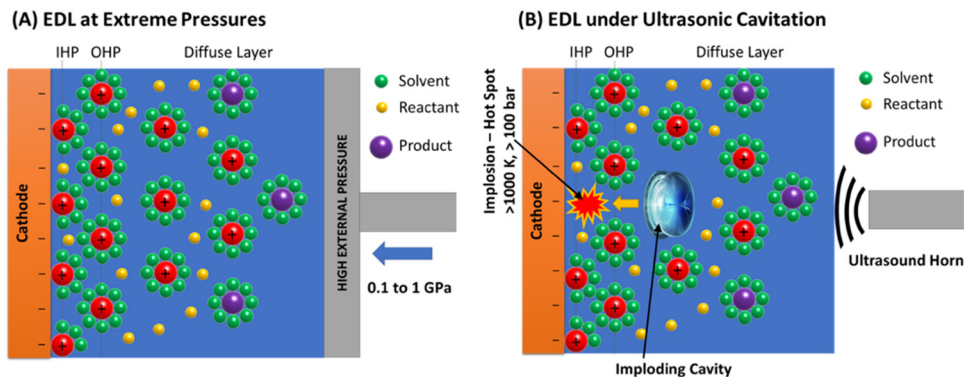 (A) EDL at Extreme Pressures
IHP OHP Diffuse Layer
Solvent
Reactant
Product
Cathode
HIGH EXTERNAL PRESSURE
0.1 to 1 GPa
(B) EDL under Ultrasonic Cavitation
IHP OHP Diffuse Layer
Implosion – Hot Spot
>1000 K, >100 bar
Solvent
Reactant
Product
Cathode
Ultrasound Horn
Imploding Cavity